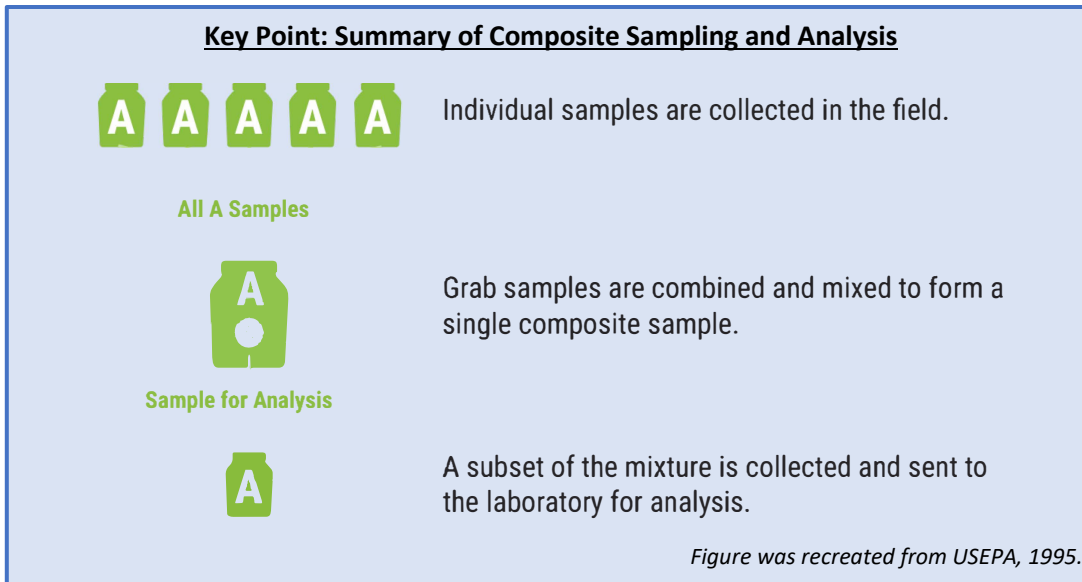 Key Point: Summary of Composite Sampling and Analysis
A A A A A
Individual samples are collected in the field.
All A Samples
A
Grab samples are combined and mixed to form a
single composite sample.
Sample for Analysis
A
A subset of the mixture is collected and sent to
the laboratory for analysis.
Figure was recreated from USEPA, 1995.